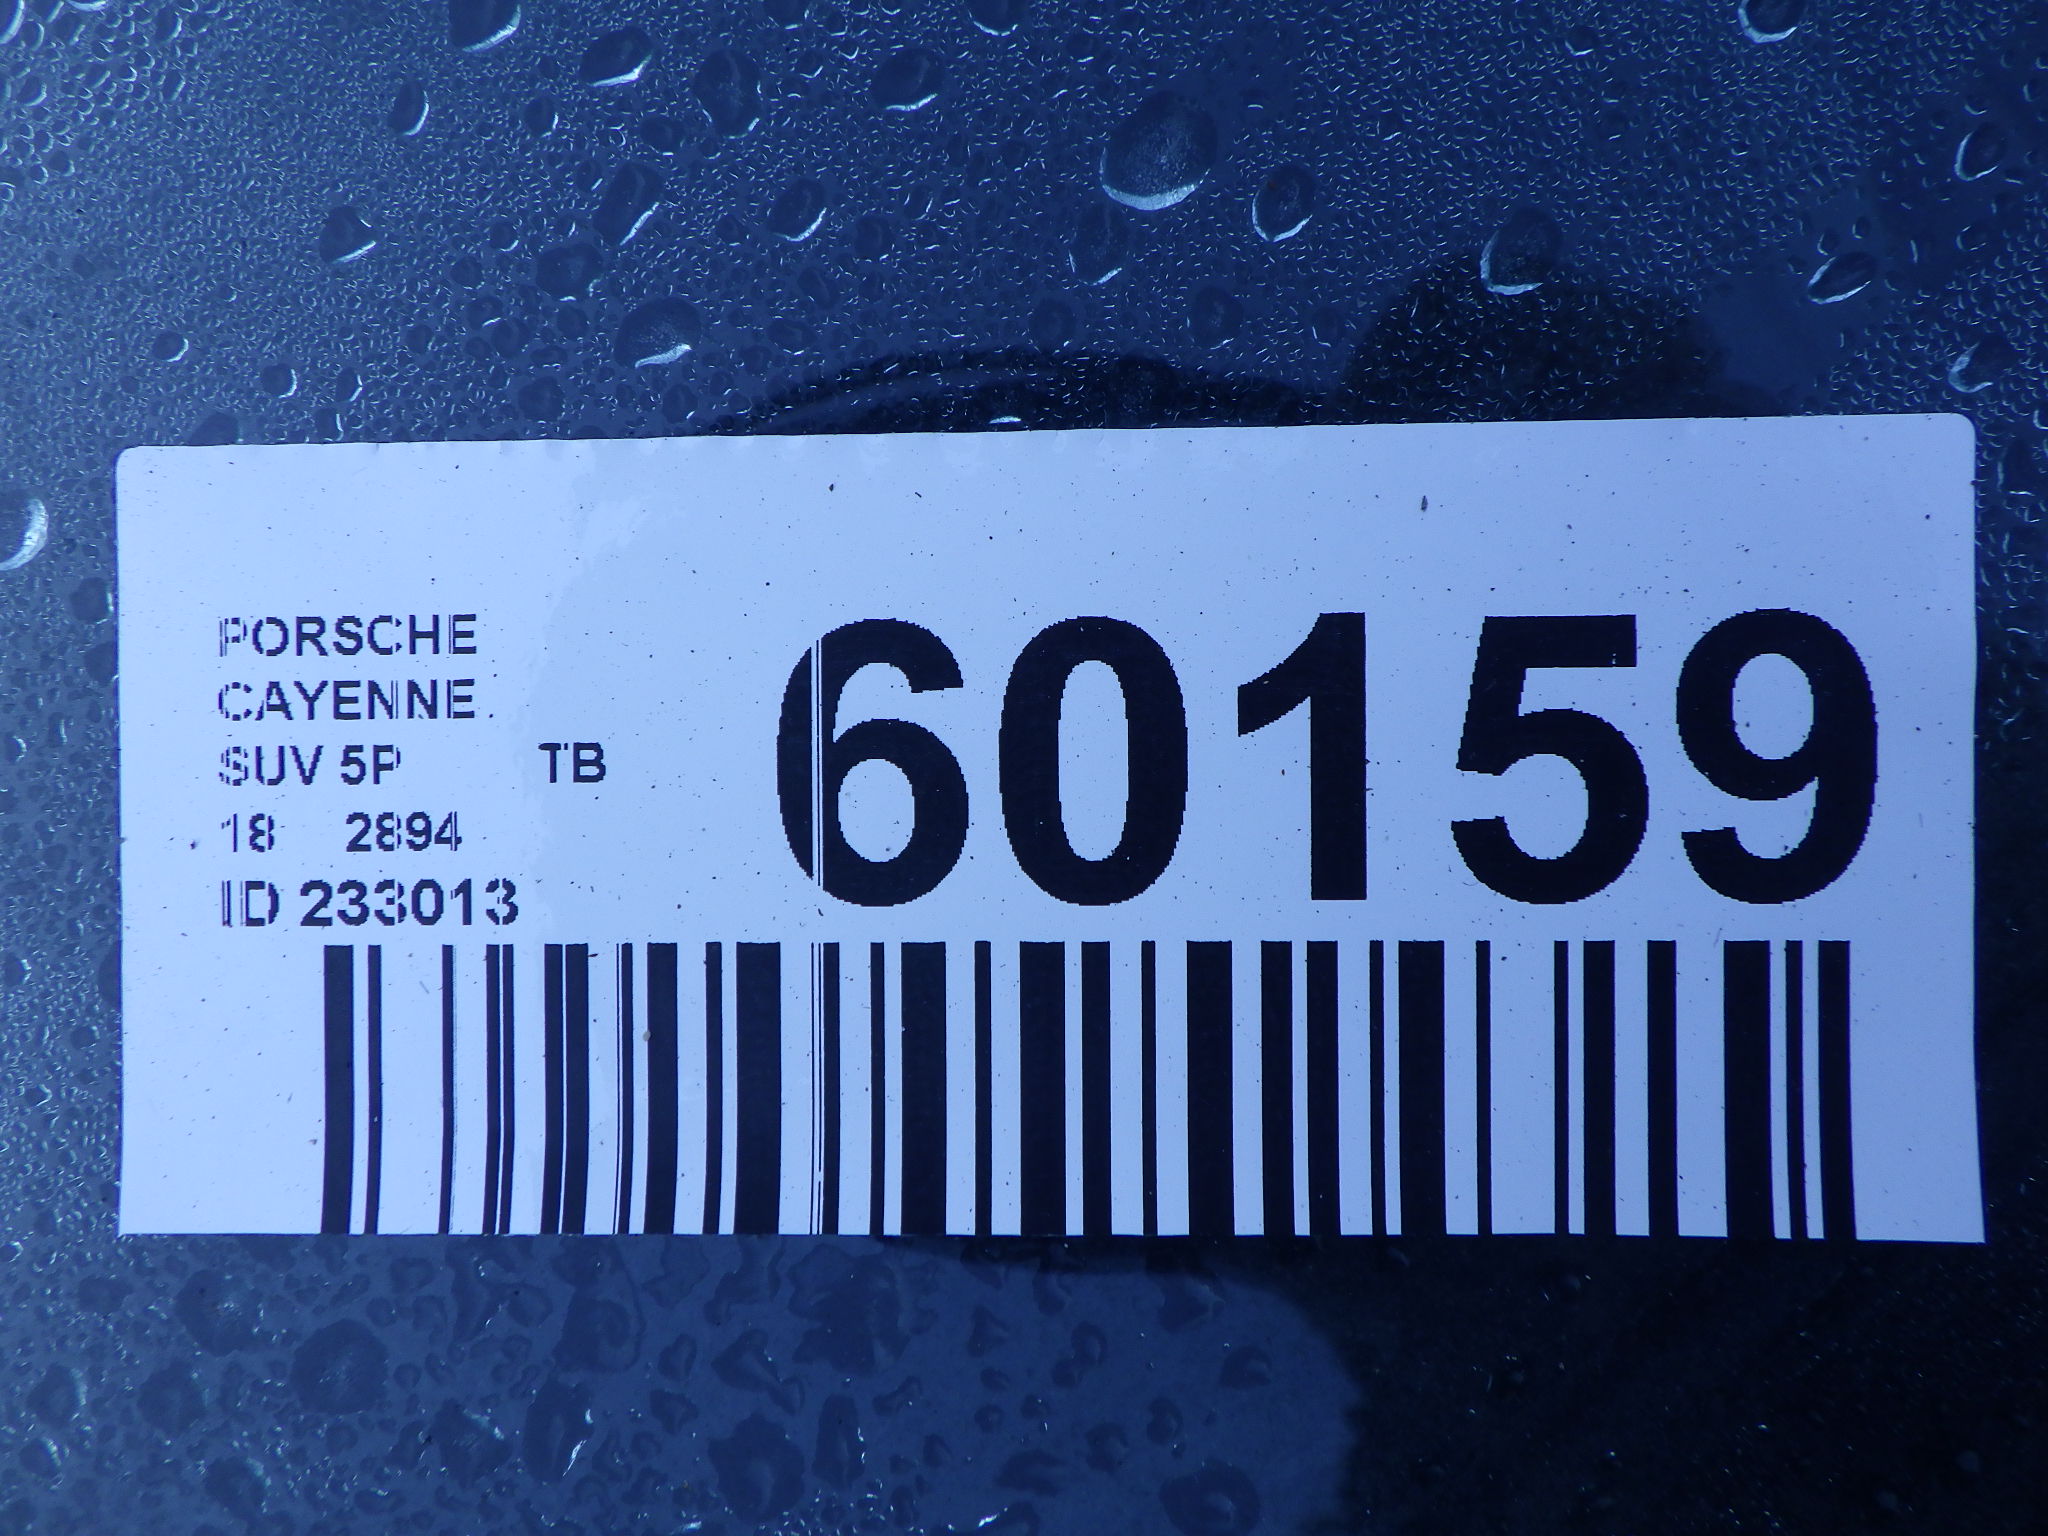 PORSCHE
CAYENNE
SUV 5P TB
18 2894
ID 233013
60159